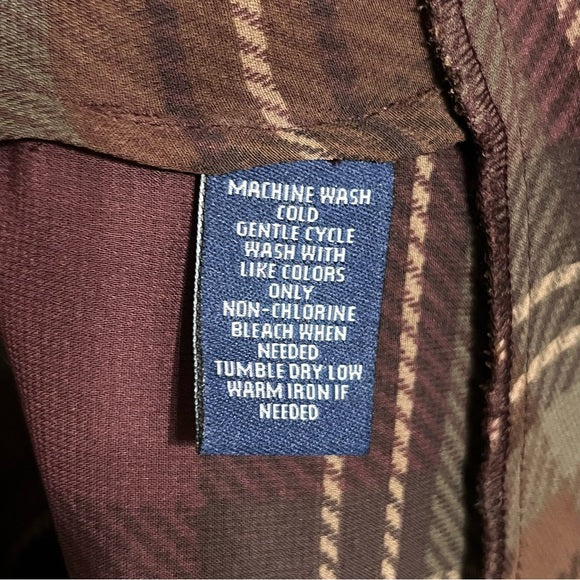 MACHINE WASH
COLD
GENTLE CYCLE
WASH WITH
LIKE COLORS
ONLY
NON-CHLORINE
BLEACH WHEN
NEEDED
TUMBLE DRY LOW
WARM IRON IF
NEEDED